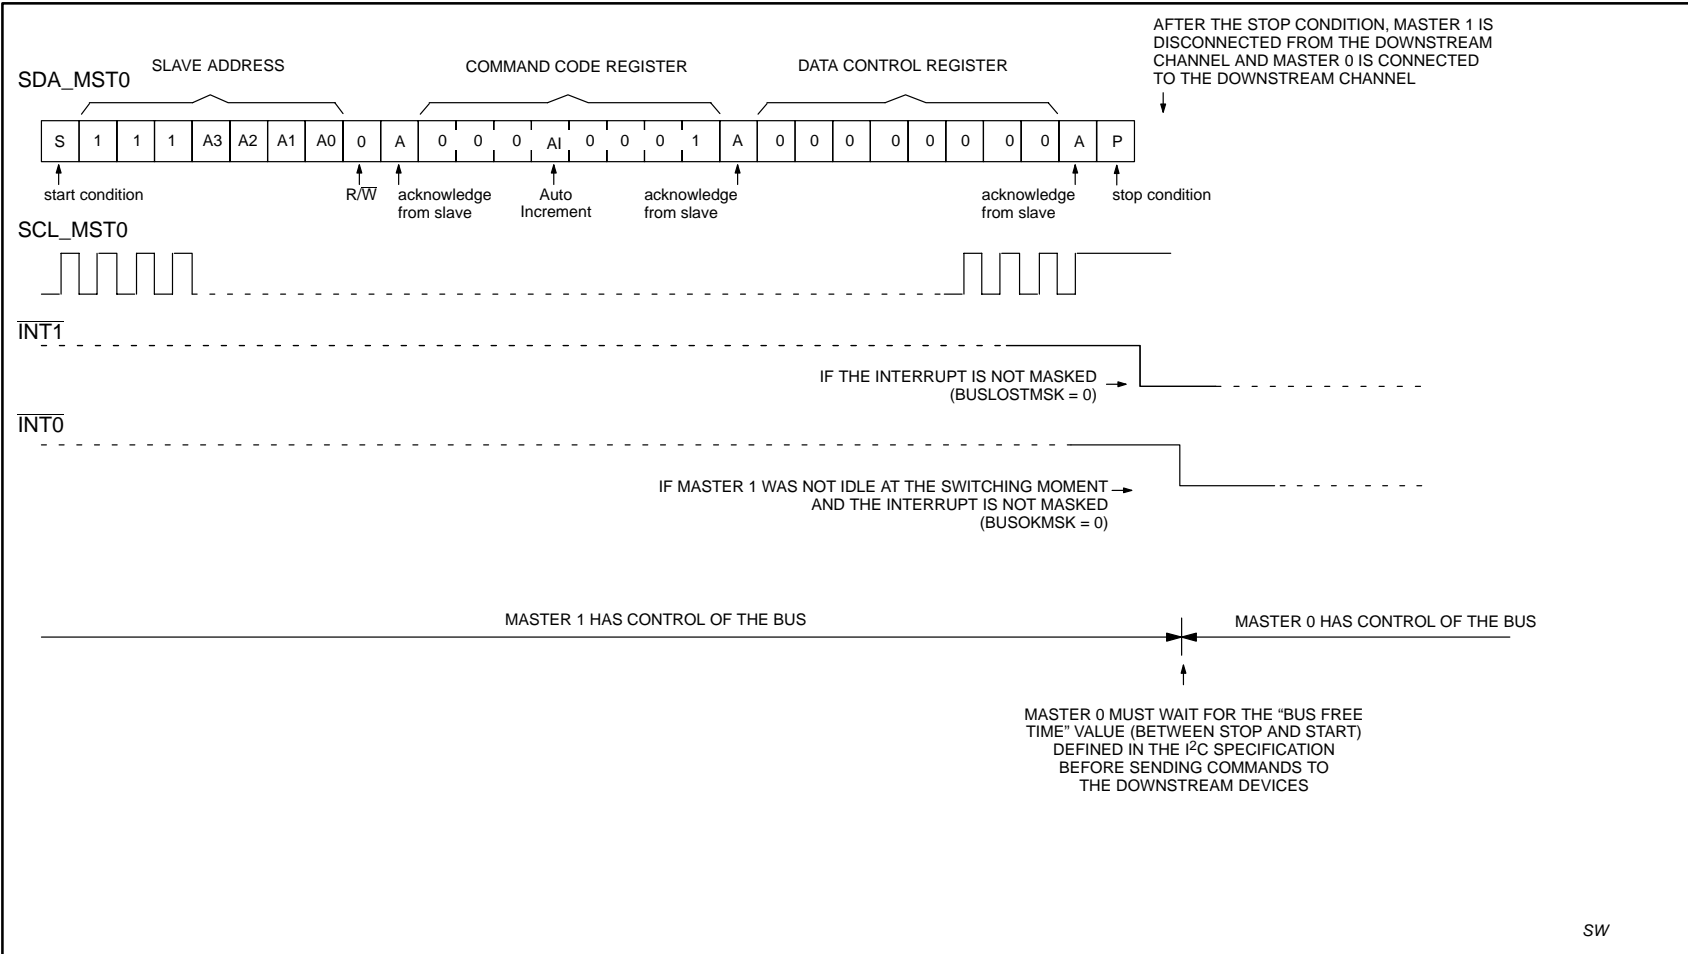 AFTER THE STOP CONDITION, MASTER 1 IS
DISCONNECTED FROM THE DOWNSTREAM
CHANNEL AND MASTER 0 IS CONNECTED
TO THE DOWNSTREAM CHANNEL
SLAVE ADDRESS
COMMAND CODE REGISTER
DATA CONTROL REGISTER
SDA_MST0
S 1 1 1 A3 A2 A1 A0 0 A 0 0 0 AI 0 0 0 1 A 0 0 0 0 0 0 0 0 A P
start condition
R/W
acknowledge
from slave
Auto
Increment
acknowledge
from slave
acknowledge
from slave
stop condition
SCL_MST0
INT1
IF THE INTERRUPT IS NOT MASKED
(BUSLOSTMSK = 0)
INT0
IF MASTER 1 WAS NOT IDLE AT THE SWITCHING MOMENT
AND THE INTERRUPT IS NOT MASKED
(BUSOKMSK = 0)
MASTER 1 HAS CONTROL OF THE BUS
MASTER 0 HAS CONTROL OF THE BUS
MASTER 0 MUST WAIT FOR THE “BUS FREE
TIME” VALUE (BETWEEN STOP AND START)
DEFINED IN THE I2C SPECIFICATION
BEFORE SENDING COMMANDS TO
THE DOWNSTREAM DEVICES
SW